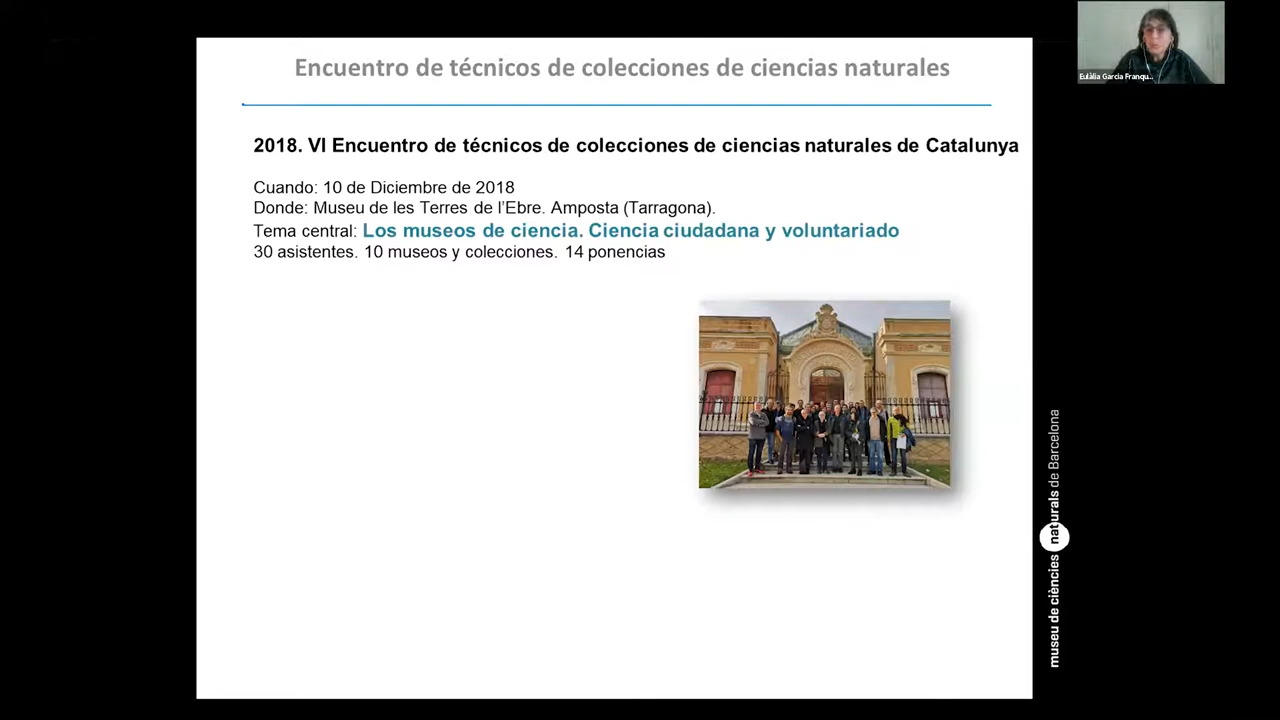 Encuentro de técnicos de colecciones de ciencias naturales
2018. VI Encuentro de técnicos de colecciones de ciencias naturales de Catalunya
Cuando: 10 de Diciembre de 2018
Donde: Museu de les Terres de l’Ebre. Amposta (Tarragona).
Tema central: Los museos de ciencia. Ciencia ciudadana y voluntariado
30 asistentes. 10 museos y colecciones. 14 ponencias
Eulàlia Garcia Franqu...
museu de ciències naturals de Barcelona